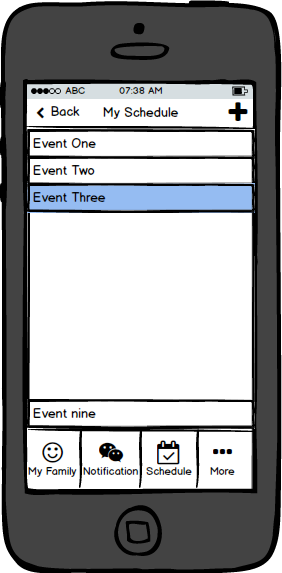 ABC 07:38 AM
Back My Schedule
Event One
Event Two
Event Three
Event nine
My Family Notification Schedule More